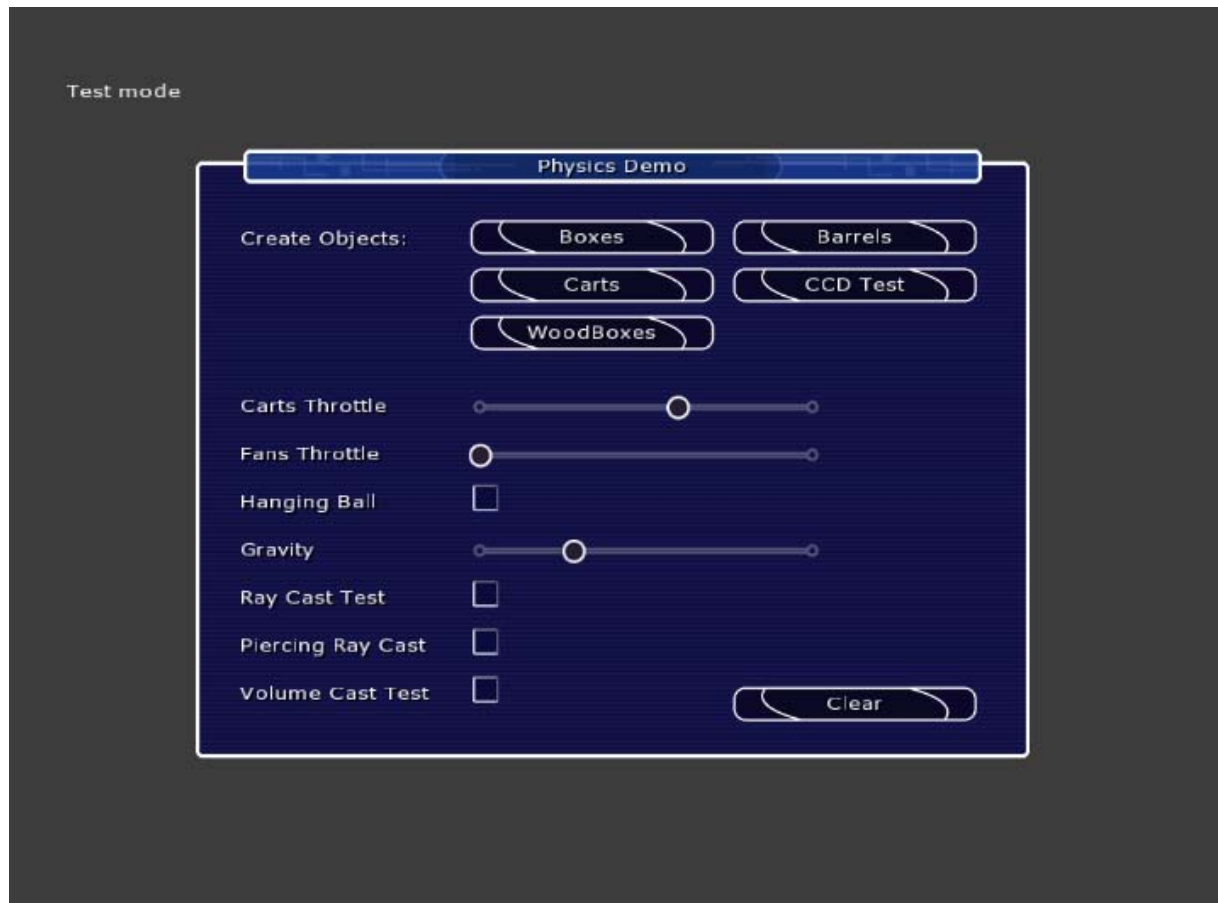 Test mode
Physics Demo
Create Objects:
Boxes
Barrels
Carts
CCD Test
WoodBoxes
Carts Throttle
Fans Throttle
Hanging Ball
Gravity
Ray Cast Test
Piercing Ray Cast
Volume Cast Test
Clear